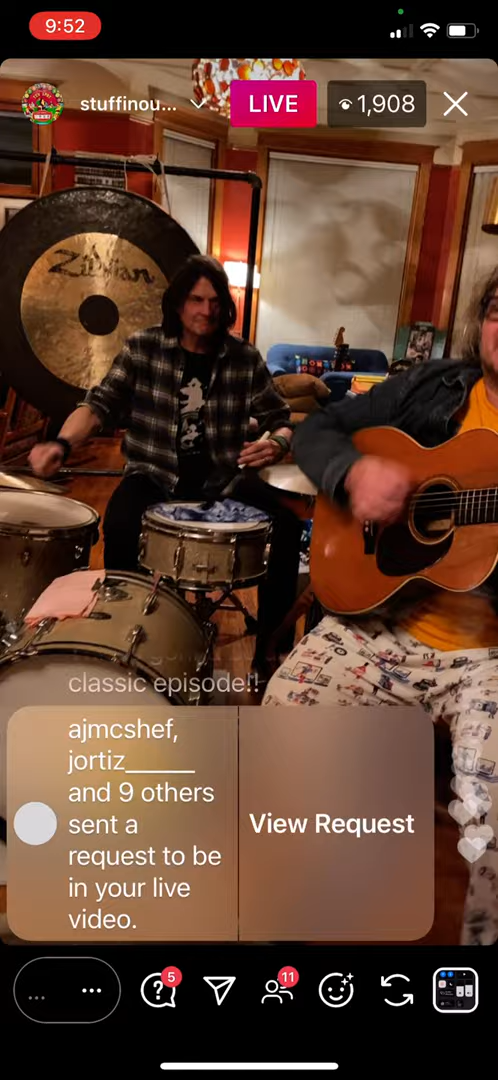 9:52
stuffinou...
LIVE
1,908
Zildjian
classic episode!!
ajmcshef,
jortiz_____
and 9 others
sent a
request to be
in your live
video.
View Request
...
...
5
11